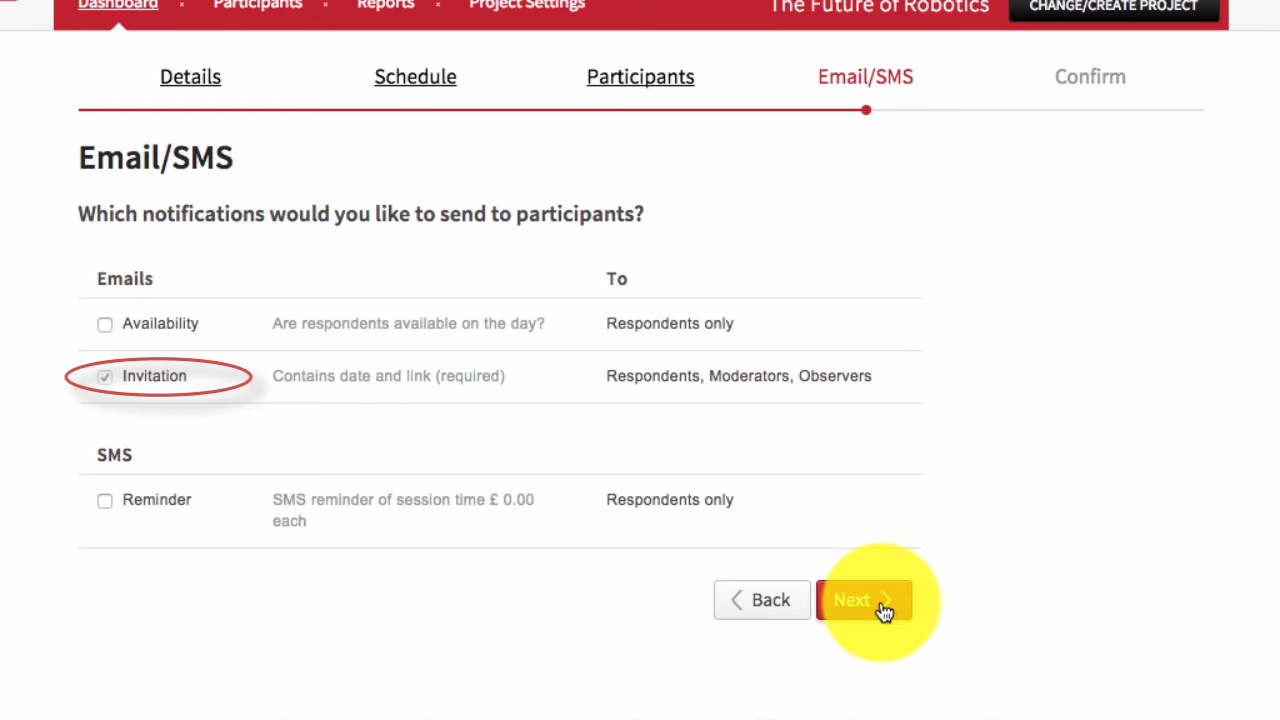 Dashboard Participants Reports Project Settings The Future of Robotics CHANGE/CREATE PROJECT
Details Schedule Participants Email/SMS Confirm
Email/SMS
Which notifications would you like to send to participants?
Emails To
Availability Are respondents available on the day? Respondents only
Invitation Contains date and link (required) Respondents, Moderators, Observers
SMS
Reminder SMS reminder of session time £ 0.00 Respondents only
each
Back Next